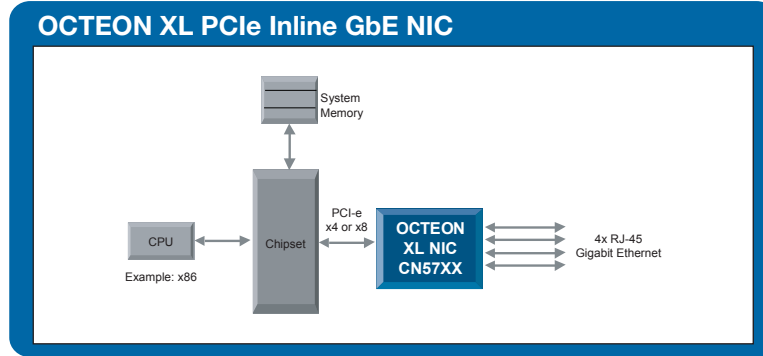 OCTEON XL PCIe Inline GbE NIC
System
Memory
CPU
Example: x86
Chipset
PCI-e
x4 or x8
OCTEON
XL NIC
CN57XX
4x RJ-45
Gigabit Ethernet